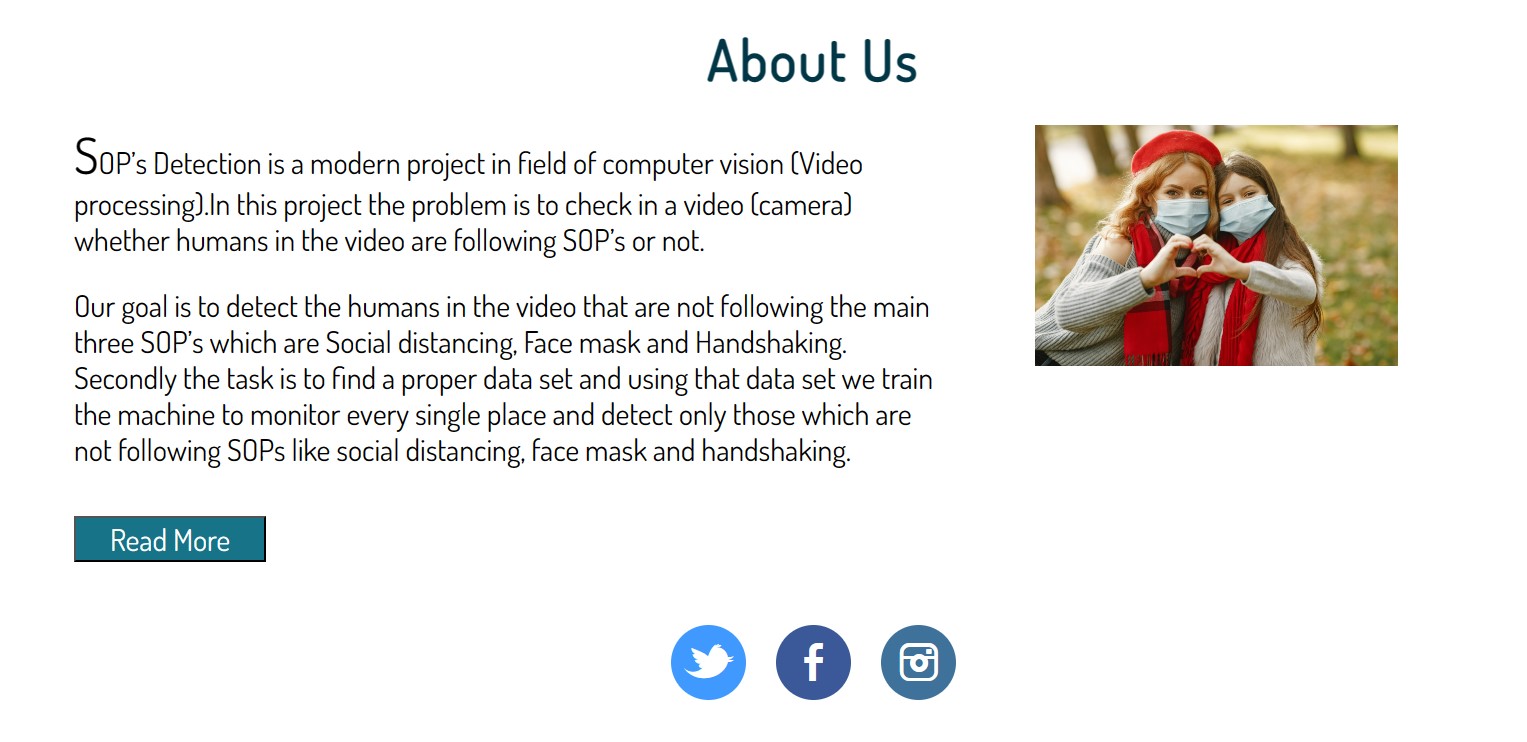 About Us
SOP’s Detection is a modern project in field of computer vision (Video
processing).In this project the problem is to check in a video (camera)
whether humans in the video are following SOP’s or not.
Our goal is to detect the humans in the video that are not following the main
three SOP’s which are Social distancing, Face mask and Handshaking.
Secondly the task is to find a proper data set and using that data set we train
the machine to monitor every single place and detect only those which are
not following SOPs like social distancing, face mask and handshaking.
Read More